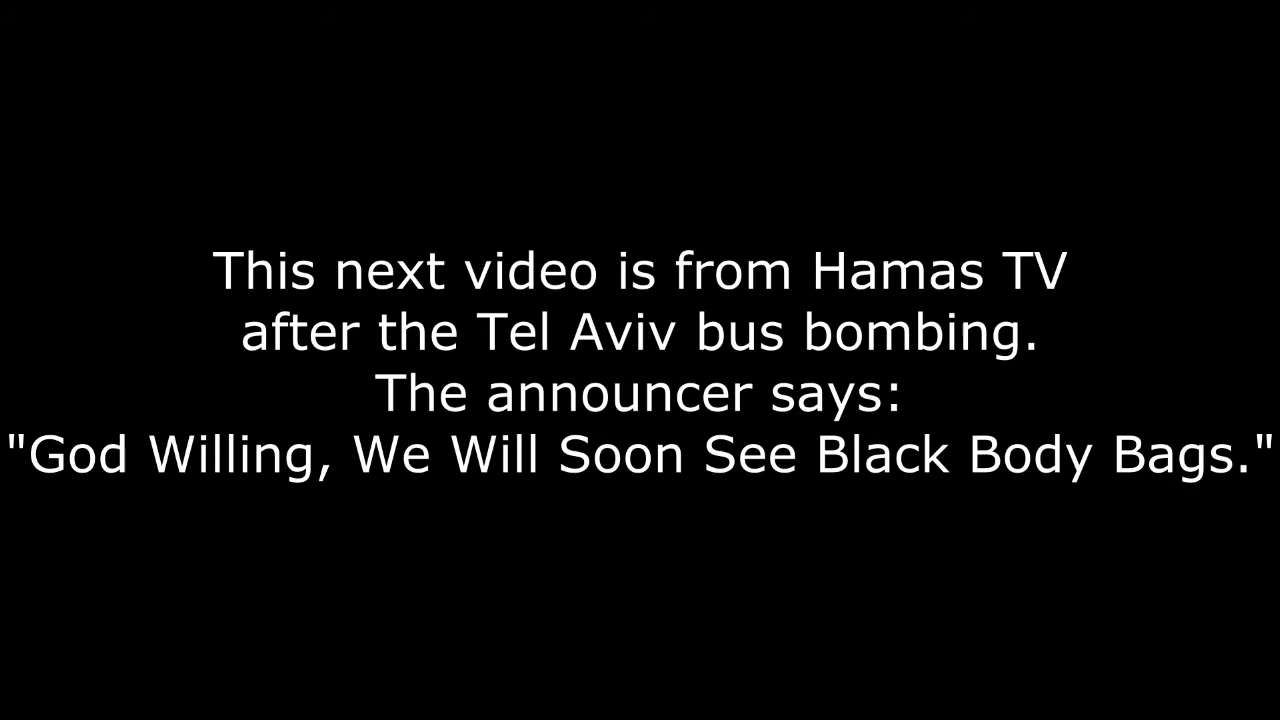 This next video is from Hamas TV
after the Tel Aviv bus bombing.
The announcer says:
"God Willing, We Will Soon See Black Body Bags."